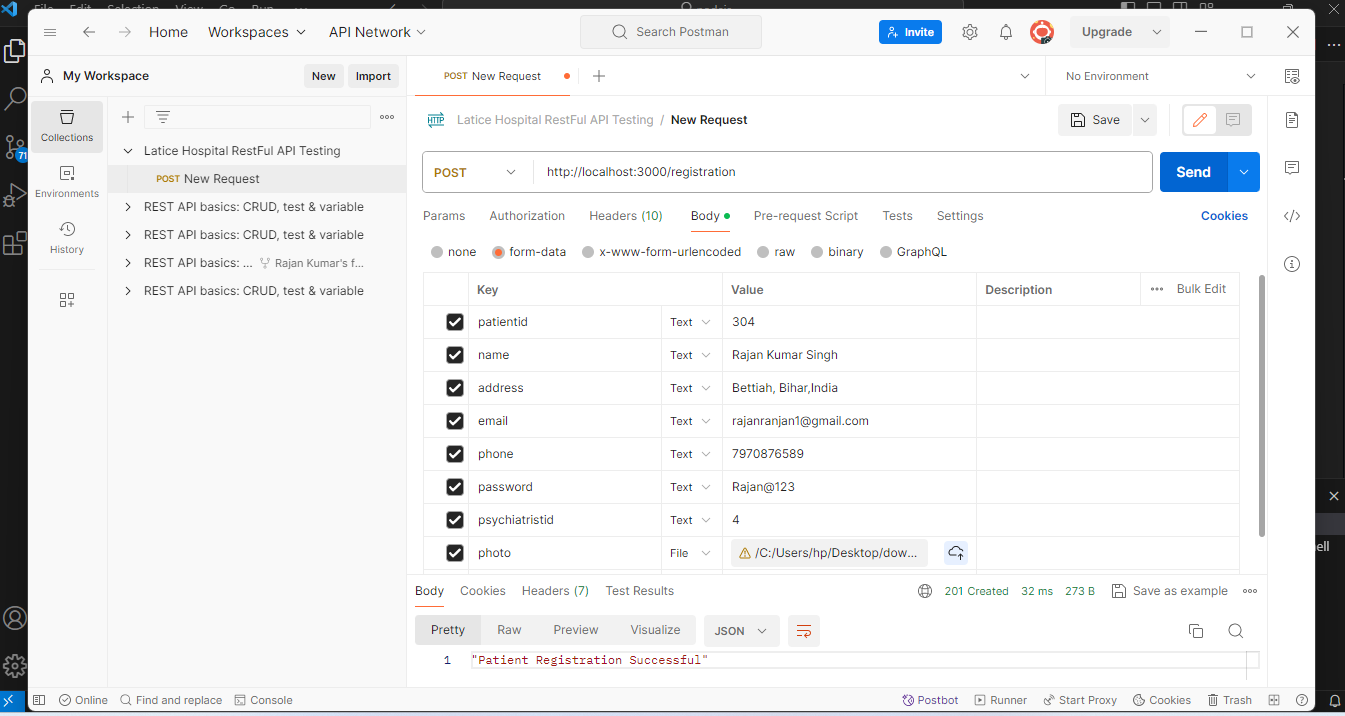 File Edit Selection View Go Run
Home Workspaces API Network Search Postman Invite Upgrade
My Workspace New Import POST New Request No Environment
Collections
Environments
History
71
Latice Hospital RestFul API Testing
POST New Request
REST API basics: CRUD, test & variable
REST API basics: CRUD, test & variable
REST API basics: ... Rajan Kumar's f...
REST API basics: CRUD, test & variable
HTTP Latice Hospital RestFul API Testing / New Request Save
POST http://localhost:3000/registration Send
Params Authorization Headers (10) Body Pre-request Script Tests Settings Cookies
none form-data x-www-form-urlencoded raw binary GraphQL
Key Value Description Bulk Edit
patientid Text 304
name Text Rajan Kumar Singh
address Text Bettiah, Bihar,India
email Text rajanranjan1@gmail.com
phone Text 7970876589
password Text Rajan@123
psychiatristid Text 4
photo File /C:/Users/hp/Desktop/dow...
Body Cookies Headers (7) Test Results 201 Created 32 ms 273 B Save as example
Pretty Raw Preview Visualize JSON
1 "Patient Registration Successful"
Online Find and replace Console Postbot Runner Start Proxy Cookies Trash